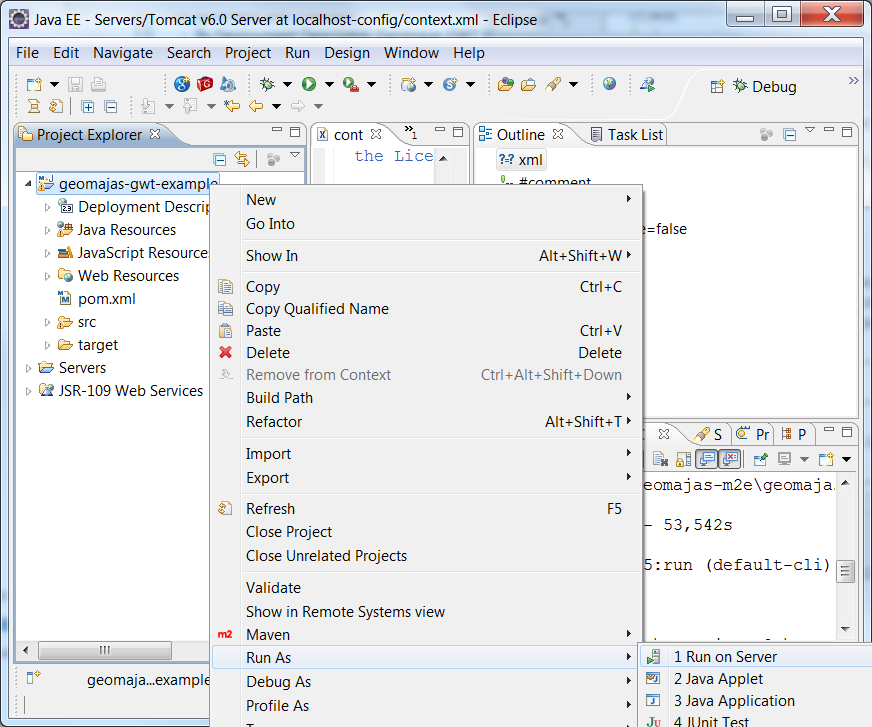 Java EE - Servers/Tomcat v6.0 Server at localhost-config/context.xml - Eclipse
File Edit Navigate Search Project Run Design Window Help
Debug
Project Explorer
cont
1
Outline
Task List
the Lice
xml
#comment
e=false
geomajas-gwt-example
Deployment Descrip
Java Resources
JavaScript Resource
Web Resources
pom.xml
src
target
Servers
JSR-109 Web Services
New
Go Into
Show In Alt+Shift+W
Copy Ctrl+C
Copy Qualified Name
Paste Ctrl+V
Delete Delete
Remove from Context Ctrl+Alt+Shift+Down
Build Path
Refactor Alt+Shift+T
Import
Export
Refresh F5
Close Project
Close Unrelated Projects
Validate
Show in Remote Systems view
m2 Maven
Run As
Debug As
Profile As
S Pr P
eomajas-m2e\geomaja
- 53,542s
5:run (default-cli)
1 Run on Server
2 Java Applet
3 Java Application
Ju 4 JUnit Test
geomaja...example